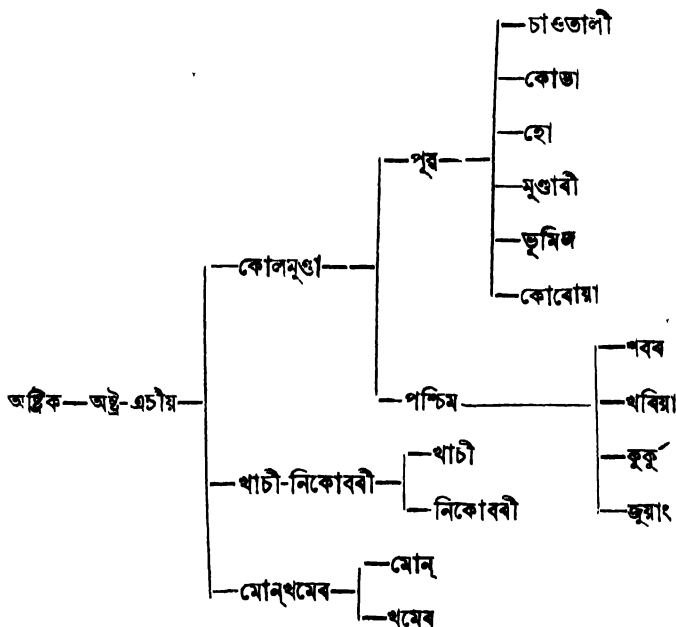 চাওতালী
কোডা
হো
পূব
মুণ্ডাৰী
ভূমিজ
কোলমুণ্ডা
কোৰোয়া
শবৰ
অষ্ট্ৰিক — অষ্ট্ৰ-এচীয়
পশ্চিম
খৰিয়া
খাচী
কুৰ্কু
খাচী-নিকোবৰী
নিকোবৰী
জুয়াং
মোন্
মোন্‌খমেৰ
খমেৰ